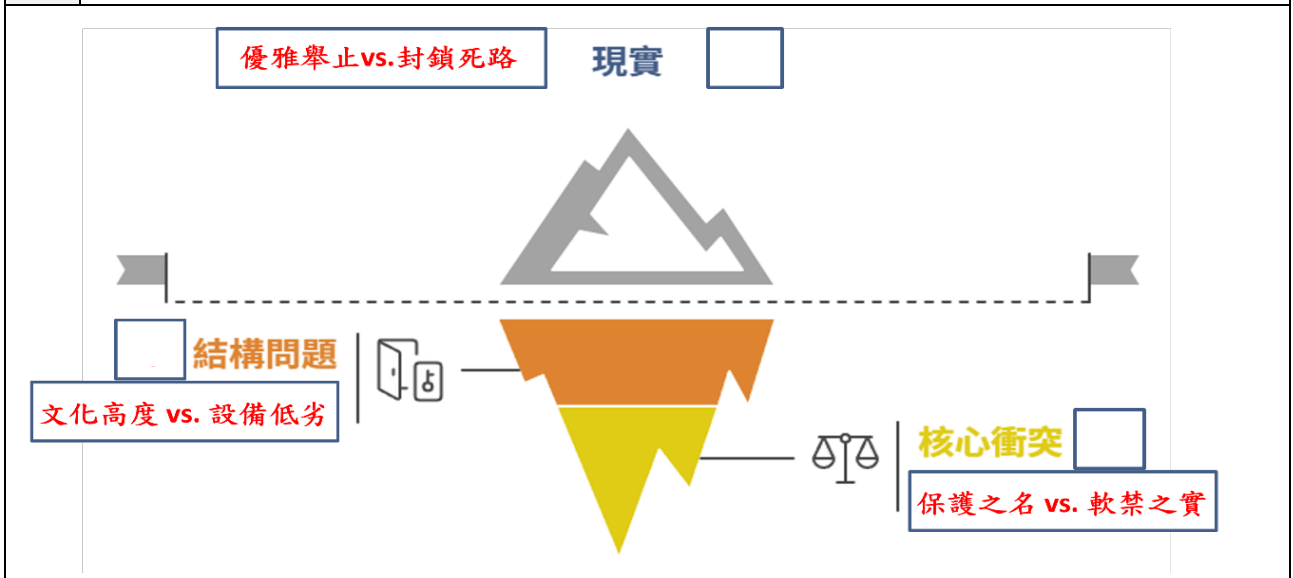 優雅舉止vs.封鎖死路
現實
結構問題
文化高度 vs. 設備低劣
核心衝突
保護之名 vs. 軟禁之實